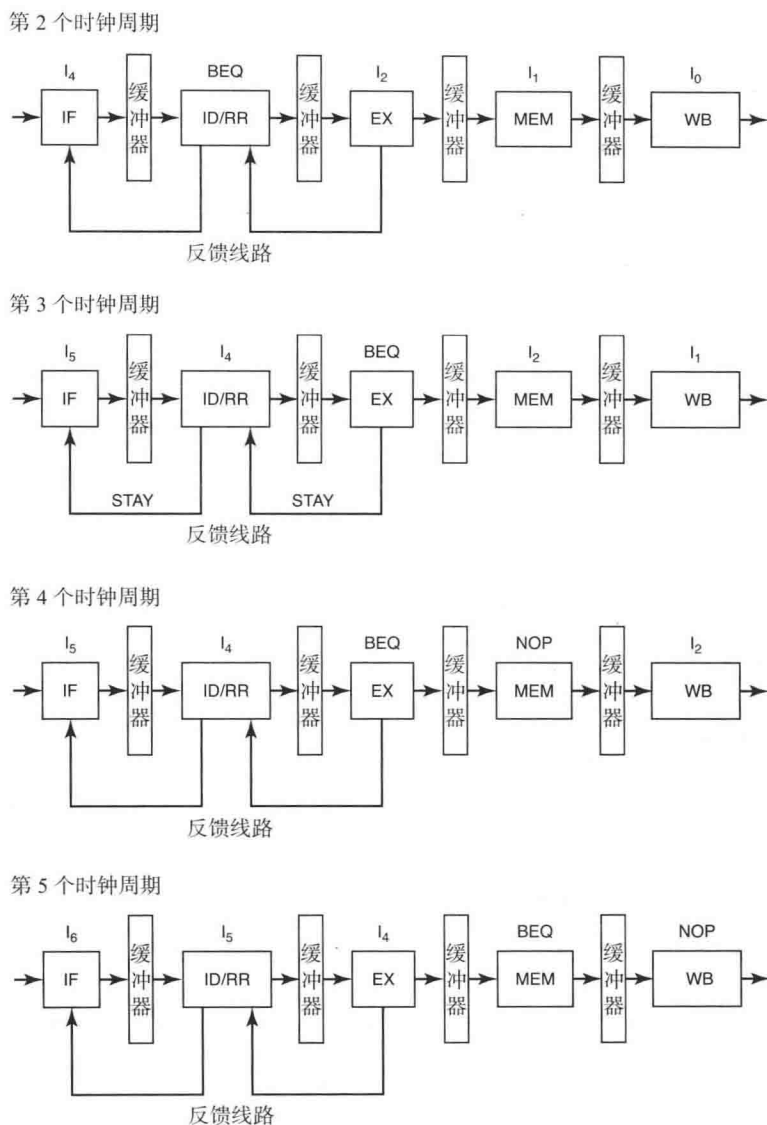 第 2 个时钟周期
I₄ BEQ I₂ I₁ I₀
IF 缓冲器 ID/RR 缓冲器 EX 缓冲器 MEM 缓冲器 WB
反馈线路
第 3 个时钟周期
I₅ I₄ BEQ I₂ I₁
IF 缓冲器 ID/RR 缓冲器 EX 缓冲器 MEM 缓冲器 WB
STAY STAY
反馈线路
第 4 个时钟周期
I₅ I₄ BEQ NOP I₂
IF 缓冲器 ID/RR 缓冲器 EX 缓冲器 MEM 缓冲器 WB
反馈线路
第 5 个时钟周期
I₆ I₅ I₄ BEQ NOP
IF 缓冲器 ID/RR 缓冲器 EX 缓冲器 MEM 缓冲器 WB
反馈线路